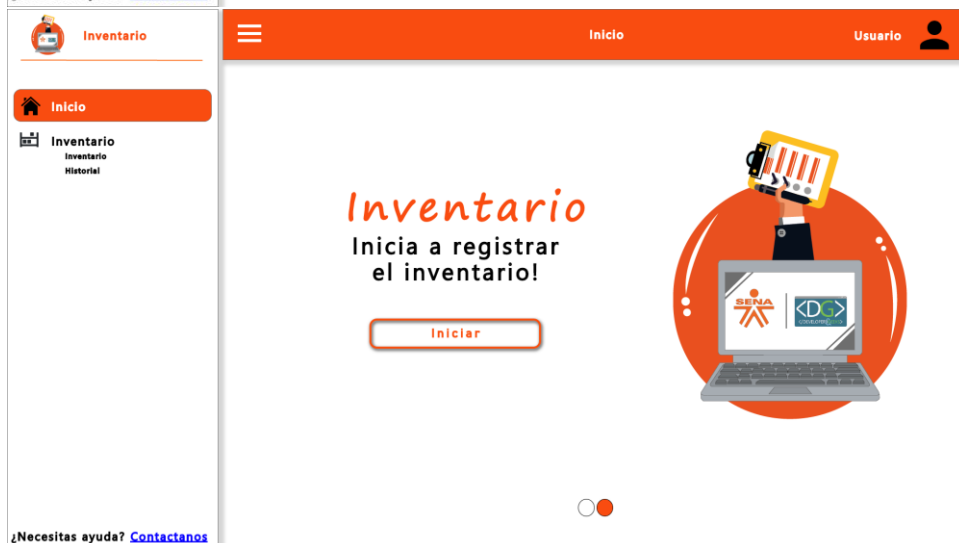 Inventario
Inicio
Usuario
Inicio
Inventario
Inventario
Historial
Inventario
Inicia a registrar
el inventario!
Iniciar
SENA
<DG>
¿Necesitas ayuda? Contactanos